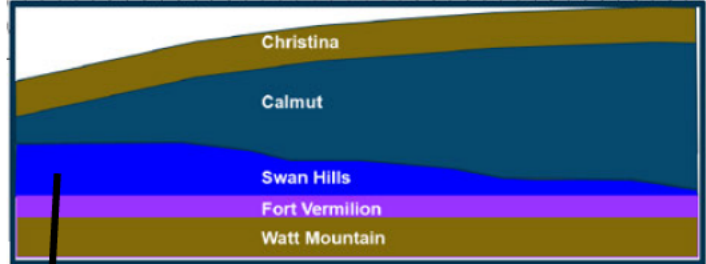 Christina
Calmut
Swan Hills
Fort Vermilion
Watt Mountain